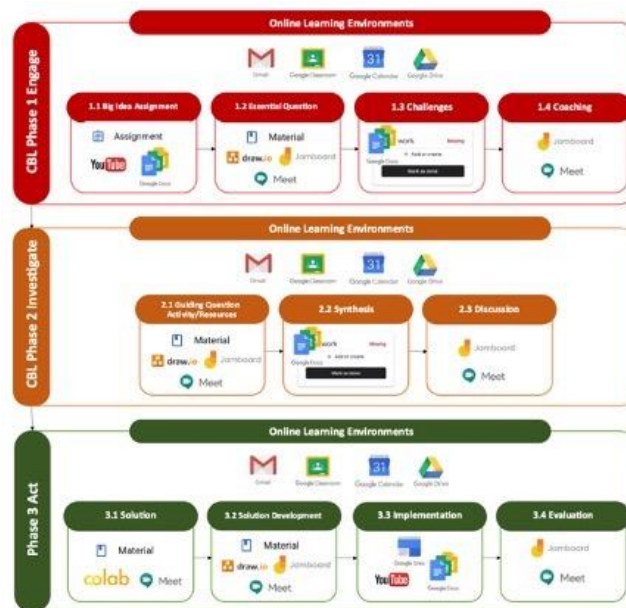 CBL Phase 1 Engage
Online Learning Environments
Gmail
Google Classroom
Google Calendar
Google Drive
1.1 Big Idea Assignment
Assignment
YouTube
Google Docs
1.2 Essential Question
Material
draw.io
Jamboard
Meet
1.3 Challenges
work
Missing
Google Docs
+ Add or create
Mark as done
1.4 Coaching
Jamboard
Meet
CBL Phase 2 Investigate
Online Learning Environments
Gmail
Google Classroom
Google Calendar
Google Drive
2.1 Guiding Question
Activity/Resources
Material
draw.io
Jamboard
Meet
2.2 Synthesis
work
Missing
Google Docs
+ Add or create
Mark as done
2.3 Discussion
Jamboard
Meet
Phase 3 Act
Online Learning Environments
Gmail
Google Classroom
Google Calendar
Google Drive
3.1 Solution
Material
colab
Meet
3.2 Solution Development
Material
draw.io
Jamboard
Meet
3.3 Implementation
YouTube
Google Docs
3.4 Evaluation
Jamboard
Meet